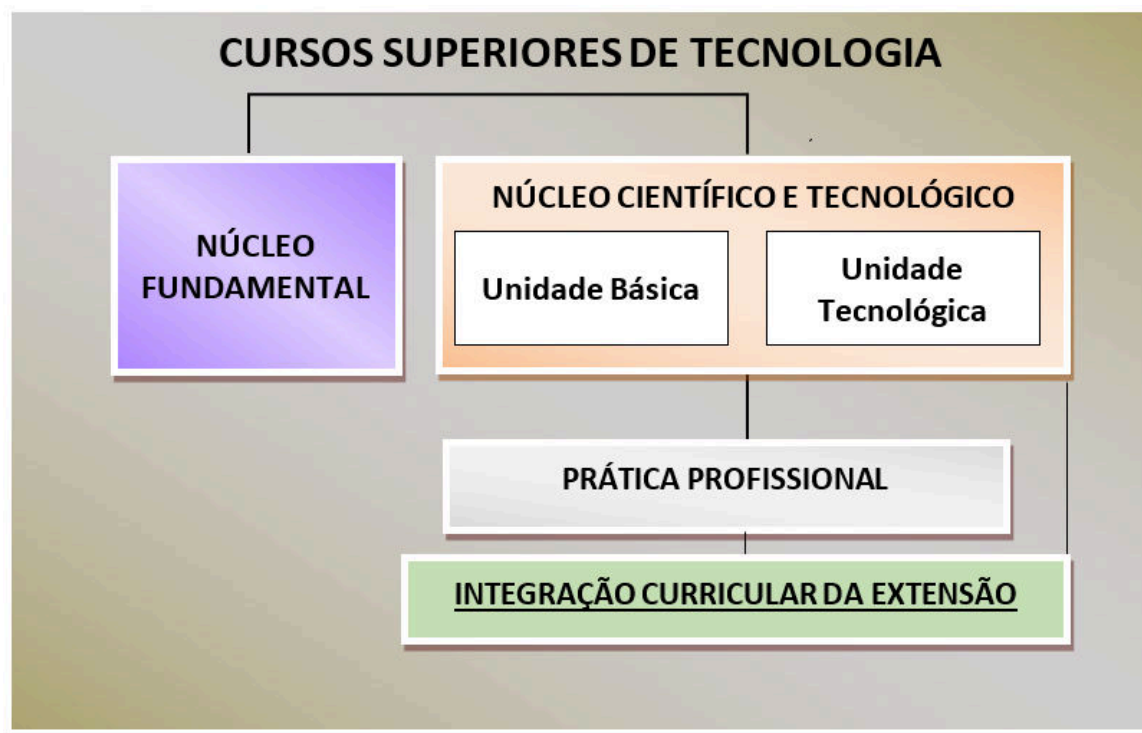 CURSOS SUPERIORES DE TECNOLOGIA
NÚCLEO
FUNDAMENTAL
NÚCLEO CIENTÍFICO E TECNOLÓGICO
Unidade Básica
Unidade
Tecnológica
PRÁTICA PROFISSIONAL
INTEGRAÇÃO CURRICULAR DA EXTENSÃO